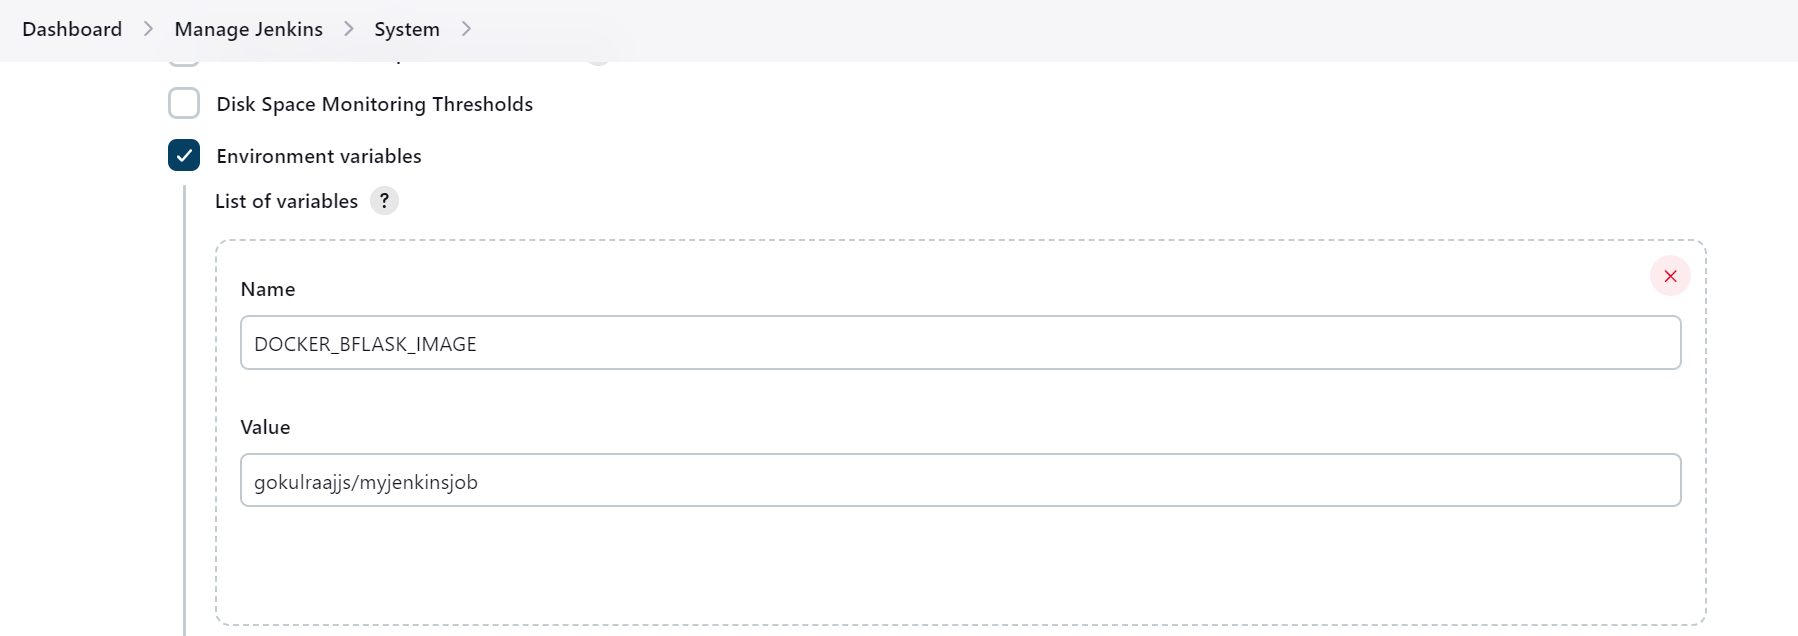 Dashboard > Manage Jenkins > System >
Disk Space Monitoring Thresholds
Environment variables
List of variables ?
Name
DOCKER_BFLASK_IMAGE
Value
gokulraajjs/myjenkinsjob